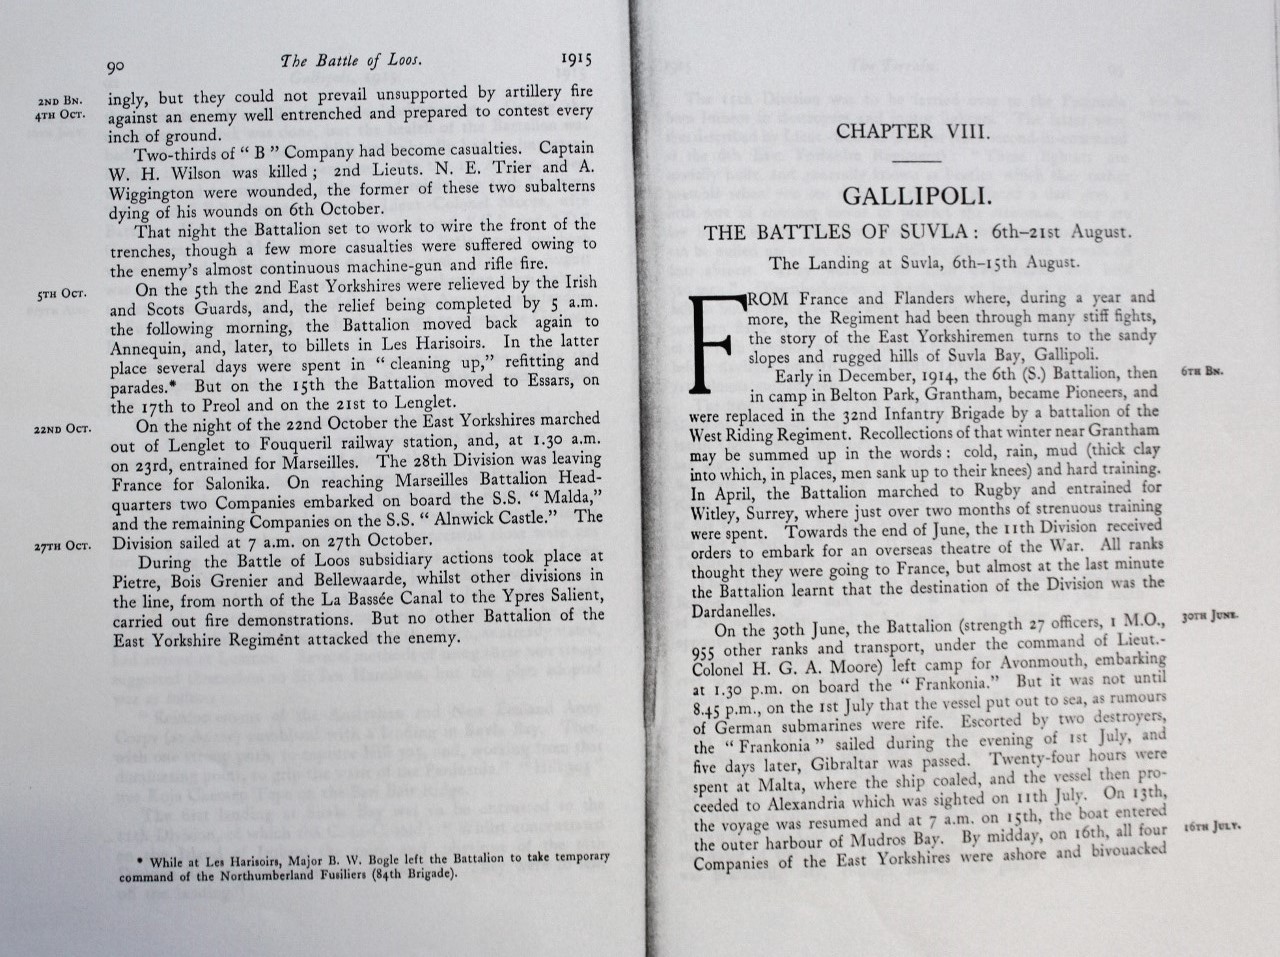 90 The Battle of Loos. 1915
2ND BN. ingly, but they could not prevail unsupported by artillery fire
4TH OCT. against an enemy well entrenched and prepared to contest every
inch of ground.
Two-thirds of “ B ” Company had become casualties. Captain
W. H. Wilson was killed ; 2nd Lieuts. N. E. Trier and A.
Wiggington were wounded, the former of these two subalterns
dying of his wounds on 6th October.
That night the Battalion set to work to wire the front of the
trenches, though a few more casualties were suffered owing to
the enemy's almost continuous machine-gun and rifle fire.
5TH OCT. On the 5th the 2nd East Yorkshires were relieved by the Irish
and Scots Guards, and, the relief being completed by 5 a.m.
the following morning, the Battalion moved back again to
Annequin, and, later, to billets in Les Harisoirs. In the latter
place several days were spent in “ cleaning up,” refitting and
parades.* But on the 15th the Battalion moved to Essars, on
the 17th to Preol and on the 21st to Lenglet.
22ND OCT. On the night of the 22nd October the East Yorkshires marched
out of Lenglet to Fouqueril railway station, and, at 1.30 a.m.
on 23rd, entrained for Marseilles. The 28th Division was leaving
France for Salonika. On reaching Marseilles Battalion Head-
quarters two Companies embarked on board the S.S. “ Malda,”
and the remaining Companies on the S.S. “ Alnwick Castle.” The
27TH OCT. Division sailed at 7 a.m. on 27th October.
During the Battle of Loos subsidiary actions took place at
Pietre, Bois Grenier and Bellewaarde, whilst other divisions in
the line, from north of the La Bassée Canal to the Ypres Salient,
carried out fire demonstrations. But no other Battalion of the
East Yorkshire Regiment attacked the enemy.
* While at Les Harisoirs, Major B. W. Bogle left the Battalion to take temporary
command of the Northumberland Fusiliers (84th Brigade).
CHAPTER VIII.
GALLIPOLI.
THE BATTLES OF SUVLA : 6th–21st August.
The Landing at Suvla, 6th–15th August.
FROM France and Flanders where, during a year and
more, the Regiment had been through many stiff fights,
the story of the East Yorkshiremen turns to the sandy
slopes and rugged hills of Suvla Bay, Gallipoli.
Early in December, 1914, the 6th (S.) Battalion, then 6TH BN.
in camp in Belton Park, Grantham, became Pioneers, and
were replaced in the 32nd Infantry Brigade by a battalion of the
West Riding Regiment. Recollections of that winter near Grantham
may be summed up in the words : cold, rain, mud (thick clay
into which, in places, men sank up to their knees) and hard training.
In April, the Battalion marched to Rugby and entrained for
Witley, Surrey, where just over two months of strenuous training
were spent. Towards the end of June, the 11th Division received
orders to embark for an overseas theatre of the War. All ranks
thought they were going to France, but almost at the last minute
the Battalion learnt that the destination of the Division was the
Dardanelles.
On the 30th June, the Battalion (strength 27 officers, 1 M.O., 30TH JUNE.
955 other ranks and transport, under the command of Lieut.-
Colonel H. G. A. Moore) left camp for Avonmouth, embarking
at 1.30 p.m. on board the “ Frankonia.” But it was not until
8.45 p.m., on the 1st July that the vessel put out to sea, as rumours
of German submarines were rife. Escorted by two destroyers,
the “ Frankonia ” sailed during the evening of 1st July, and
five days later, Gibraltar was passed. Twenty-four hours were
spent at Malta, where the ship coaled, and the vessel then pro-
ceeded to Alexandria which was sighted on 11th July. On 13th,
the voyage was resumed and at 7 a.m. on 15th, the boat entered
the outer harbour of Mudros Bay. By midday, on 16th, all four 16TH JULY.
Companies of the East Yorkshires were ashore and bivouacked